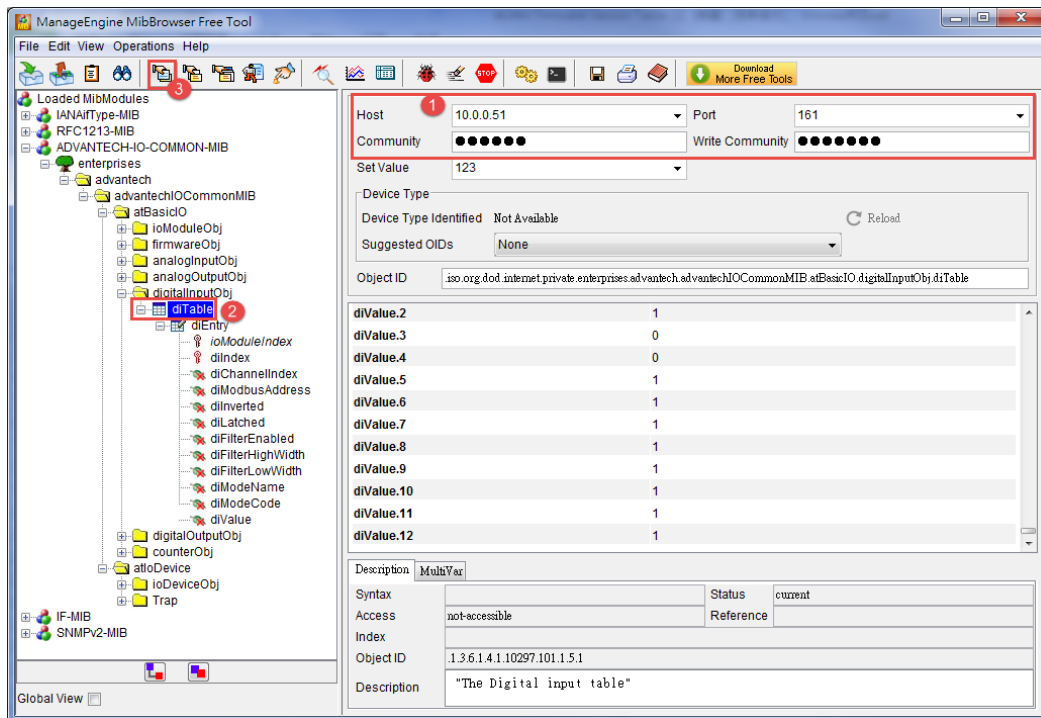 ManageEngine MibBrowser Free Tool
File Edit View Operations Help
STOP
Download
More Free Tools
3
Loaded MibModules
IANAifType-MIB
RFC1213-MIB
ADVANTECH-IO-COMMON-MIB
enterprises
advantech
advantechIOCommonMIB
atBasicIO
ioModuleObj
firmwareObj
analogInputObj
analogOutputObj
digitalInputObj
diTable
2
diEntry
ioModuleIndex
diIndex
diChannelIndex
diModbusAddress
diInverted
diLatched
diFilterEnabled
diFilterHighWidth
diFilterLowWidth
diModeName
diModeCode
diValue
digitalOutputObj
counterObj
atIoDevice
ioDeviceObj
Trap
IF-MIB
SNMPv2-MIB
Global View
1
Host 10.0.0.51 Port 161
Community ●●●●●● Write Community ●●●●●●●
Set Value 123
Device Type
Device Type Identified Not Available Reload
Suggested OIDs None
Object ID .iso.org.dod.internet.private.enterprises.advantech.advantechIOCommonMIB.atBasicIO.digitalInputObj.diTable
diValue.2 1
diValue.3 0
diValue.4 0
diValue.5 1
diValue.6 1
diValue.7 1
diValue.8 1
diValue.9 1
diValue.10 1
diValue.11 1
diValue.12 1
Description MultiVar
Syntax Status current
Access not-accessible Reference
Index
Object ID .1.3.6.1.4.1.10297.101.1.5.1
Description "The Digital input table"